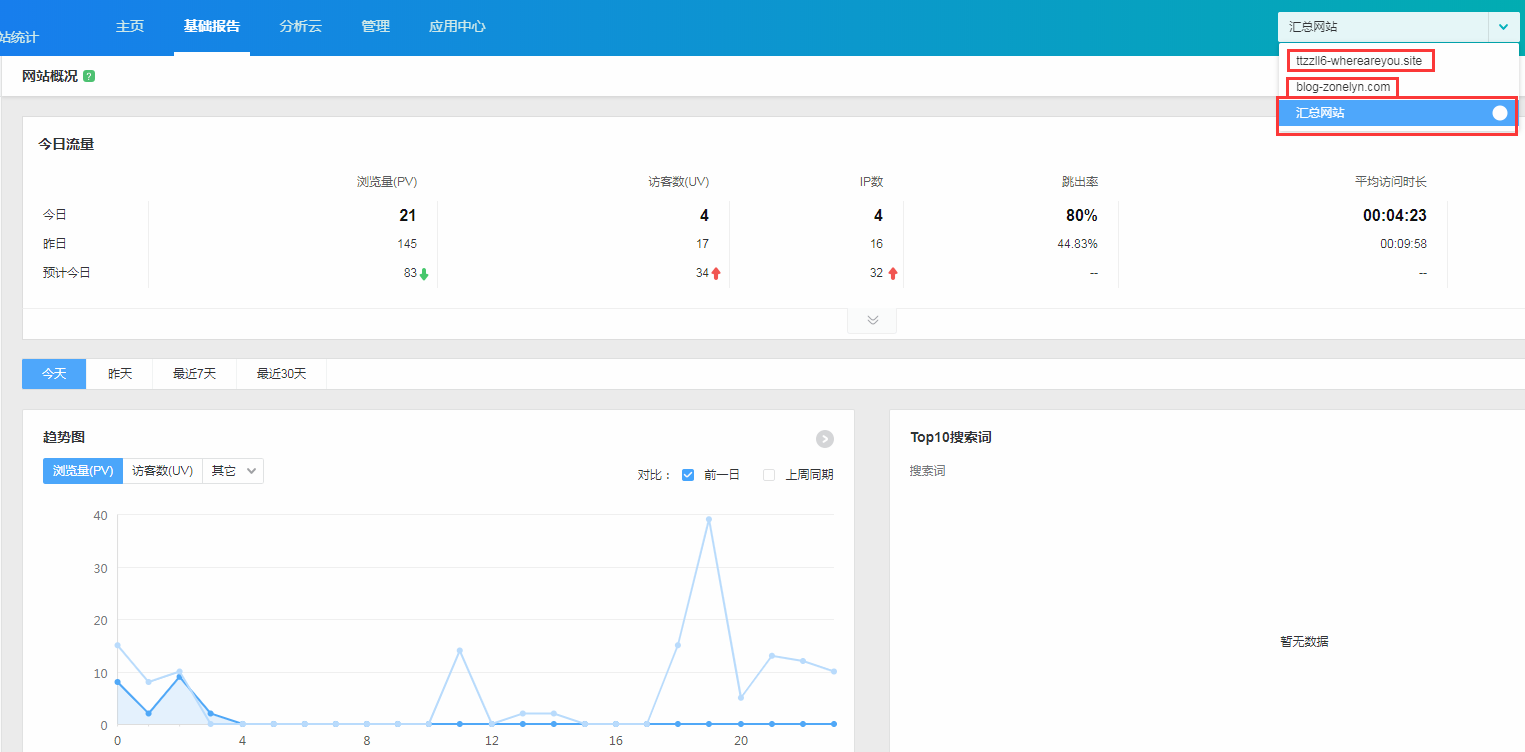 主页 基础报告 分析云 管理 应用中心 汇总网站
站统计
ttzzll6-whereareyou.site
网站概况 ?
blog-zonelyn.com
汇总网站
今日流量
浏览量(PV) 访客数(UV) IP数 跳出率 平均访问时长
今日 21 4 4 80% 00:04:23
昨日 145 17 16 44.83% 00:09:58
预计今日 83 34 32 -- --
今天 昨天 最近7天 最近30天
趋势图
浏览量(PV) 访客数(UV) 其它
对比： 前一日 上周同期
40
30
20
10
0
0 4 8 12 16 20
Top10搜索词
搜索词
暂无数据